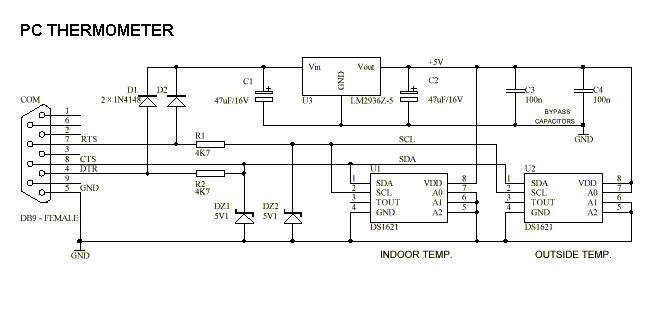 PC THERMOMETER
D1
D2
2×1N4148
C1
47uF/16V
Vin
Vout
GND
U3
LM2936Z-5
+5V
C2
47uF/16V
C3
100n
C4
100n
BYPASS
CAPACITORS
GND
COM
1
6
2
7
RTS
3
8
CTS
4
DTR
9
5
GND
DB9 - FEMALE
R1
4K7
R2
4K7
SCL
SDA
DZ1
5V1
DZ2
5V1
GND
U1
1 SDA VDD 8
2 SCL A0 7
3 TOUT A1 6
4 GND A2 5
DS1621
INDOOR TEMP.
U2
1 SDA VDD 8
2 SCL A0 7
3 TOUT A1 6
4 GND A2 5
DS1621
OUTSIDE TEMP.